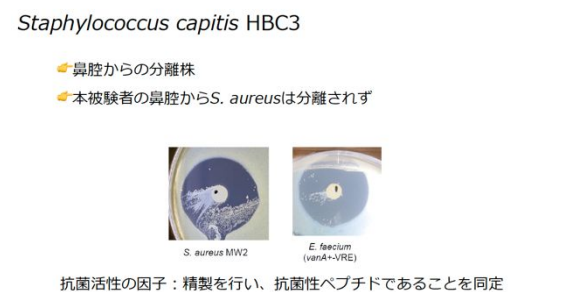 Staphylococcus capitis HBC3
👉鼻腔からの分離株
👉本被験者の鼻腔からS. aureusは分離されず
S. aureus MW2
E. faecium
(vanA+-VRE)
抗菌活性の因子：精製を行い、抗菌性ペプチドであることを同定